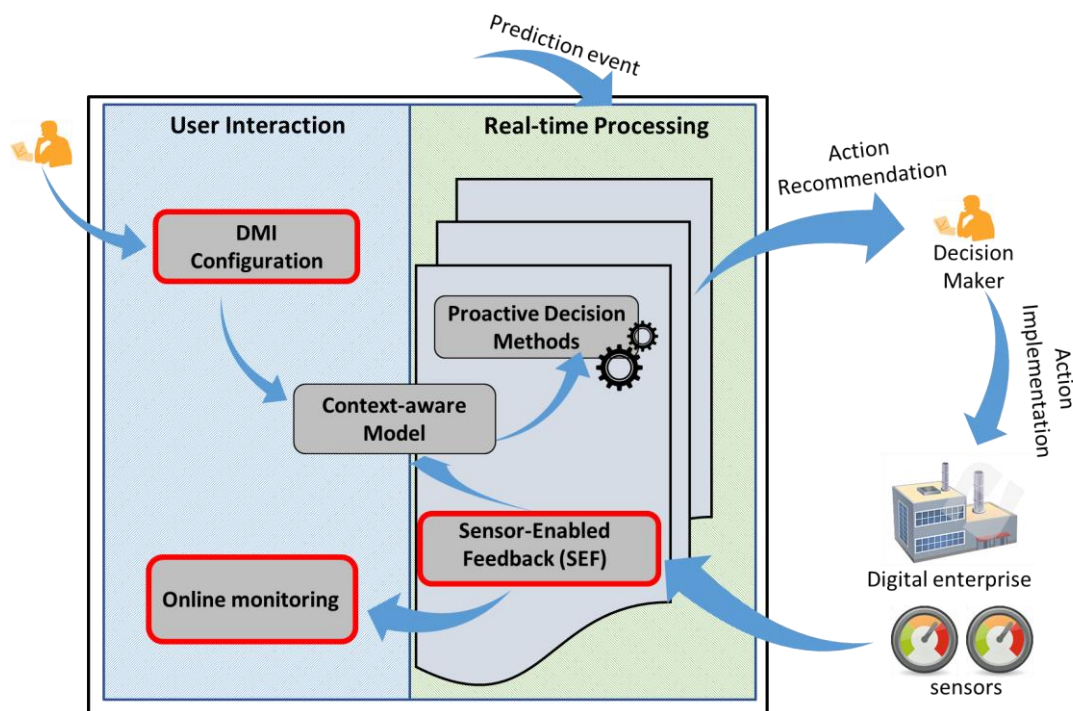 Prediction event
User Interaction
Real-time Processing
Action
Recommendation
DMI
Configuration
Decision
Maker
Proactive Decision
Methods
Action
Implementation
Context-aware
Model
Sensor-Enabled
Feedback (SEF)
Online monitoring
Digital enterprise
sensors